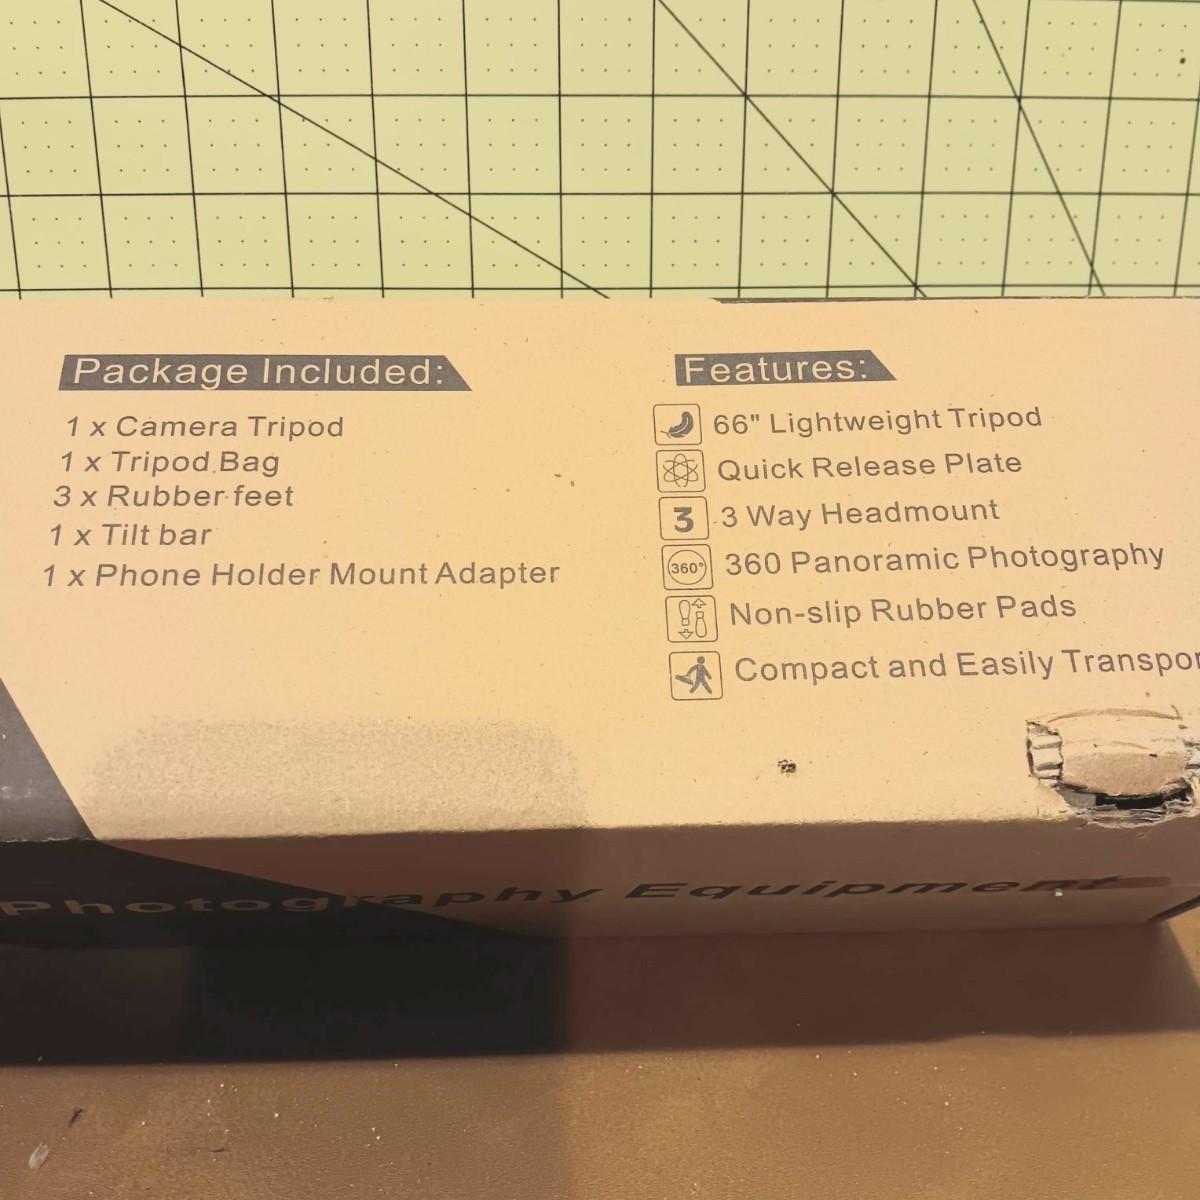 Package Included:
1 x Camera Tripod
1 x Tripod Bag
3 x Rubber feet
1 x Tilt bar
1 x Phone Holder Mount Adapter
Features:
66" Lightweight Tripod
Quick Release Plate
3
3 Way Headmount
360°
360 Panoramic Photography
Non-slip Rubber Pads
Compact and Easily Transpor
Photography Equipment